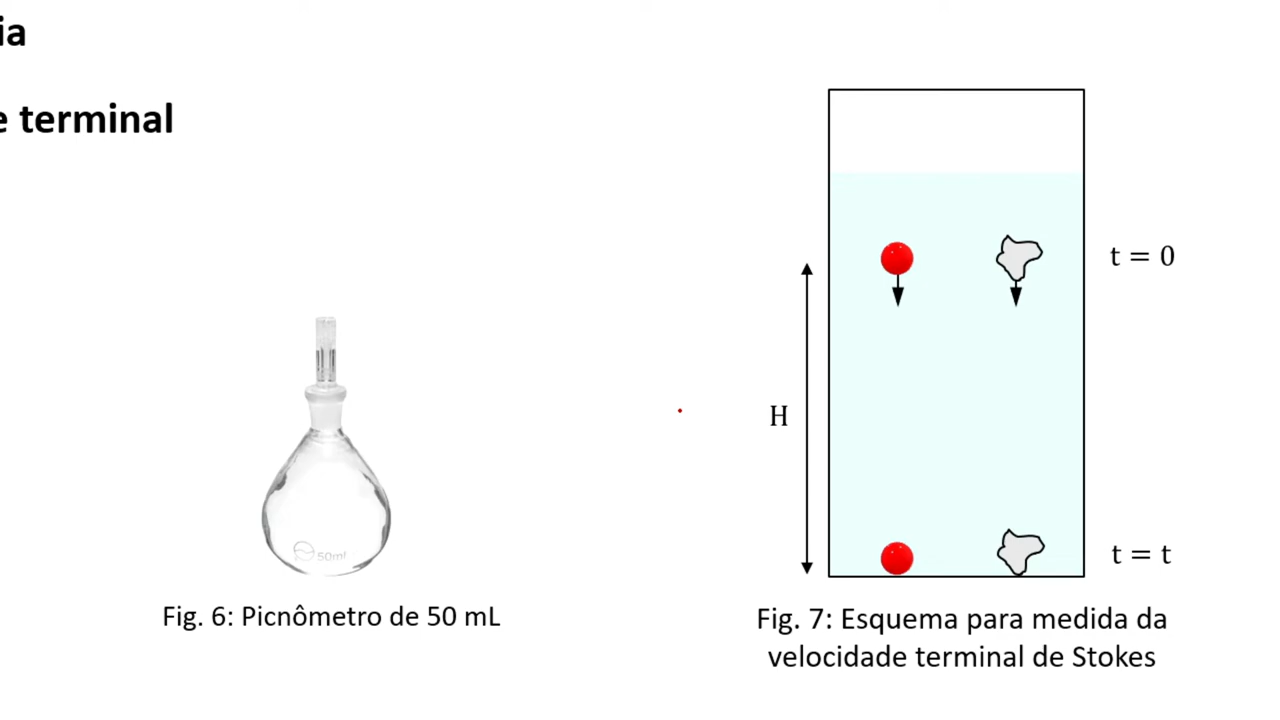 ia
e terminal
t = 0
H
50ml
t = t
Fig. 6: Picnômetro de 50 mL
Fig. 7: Esquema para medida da
velocidade terminal de Stokes